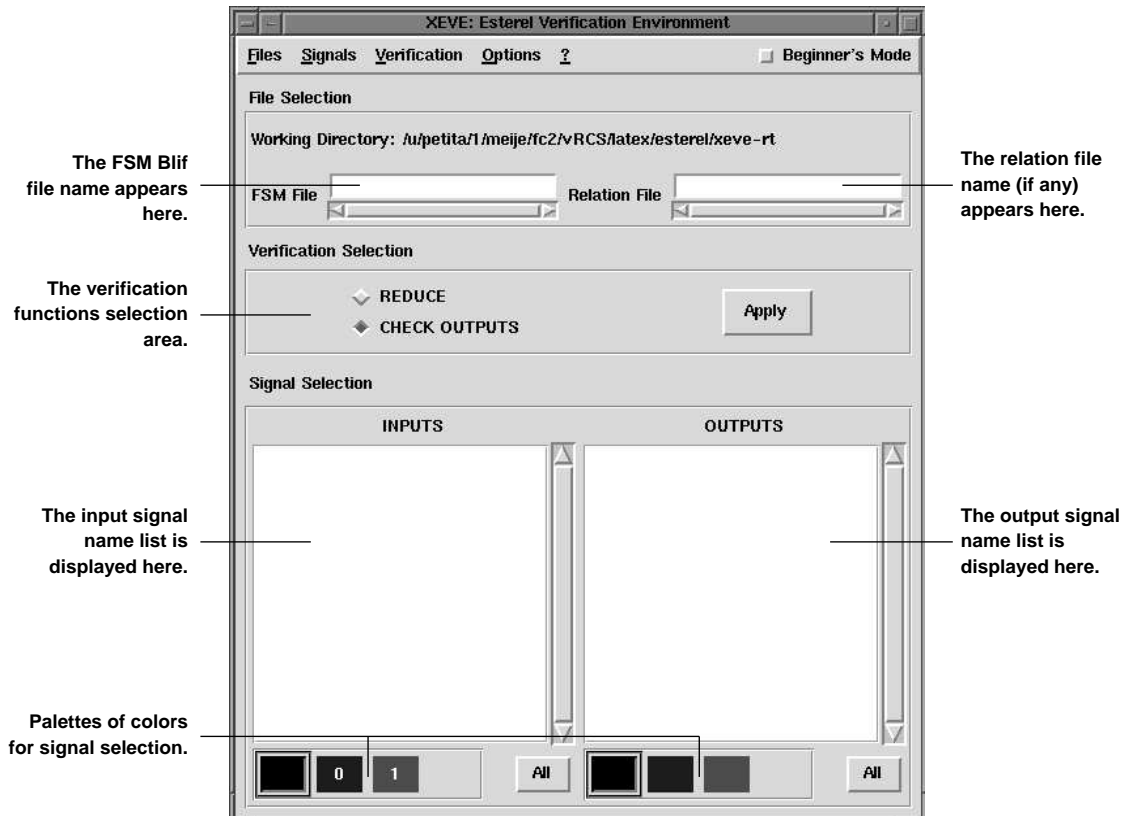 XEVE: Esterel Verification Environment
Files Signals Verification Options ? Beginner's Mode
File Selection
Working Directory: /u/petita/1/meije/fc2/vRCS/latex/esterel/xeve-rt
The FSM Blif
file name appears
here.
FSM File
Relation File
The relation file
name (if any)
appears here.
Verification Selection
The verification
functions selection
area.
REDUCE
CHECK OUTPUTS
Apply
Signal Selection
INPUTS
OUTPUTS
The input signal
name list is
displayed here.
The output signal
name list is
displayed here.
Palettes of colors
for signal selection.
0 1 All
All